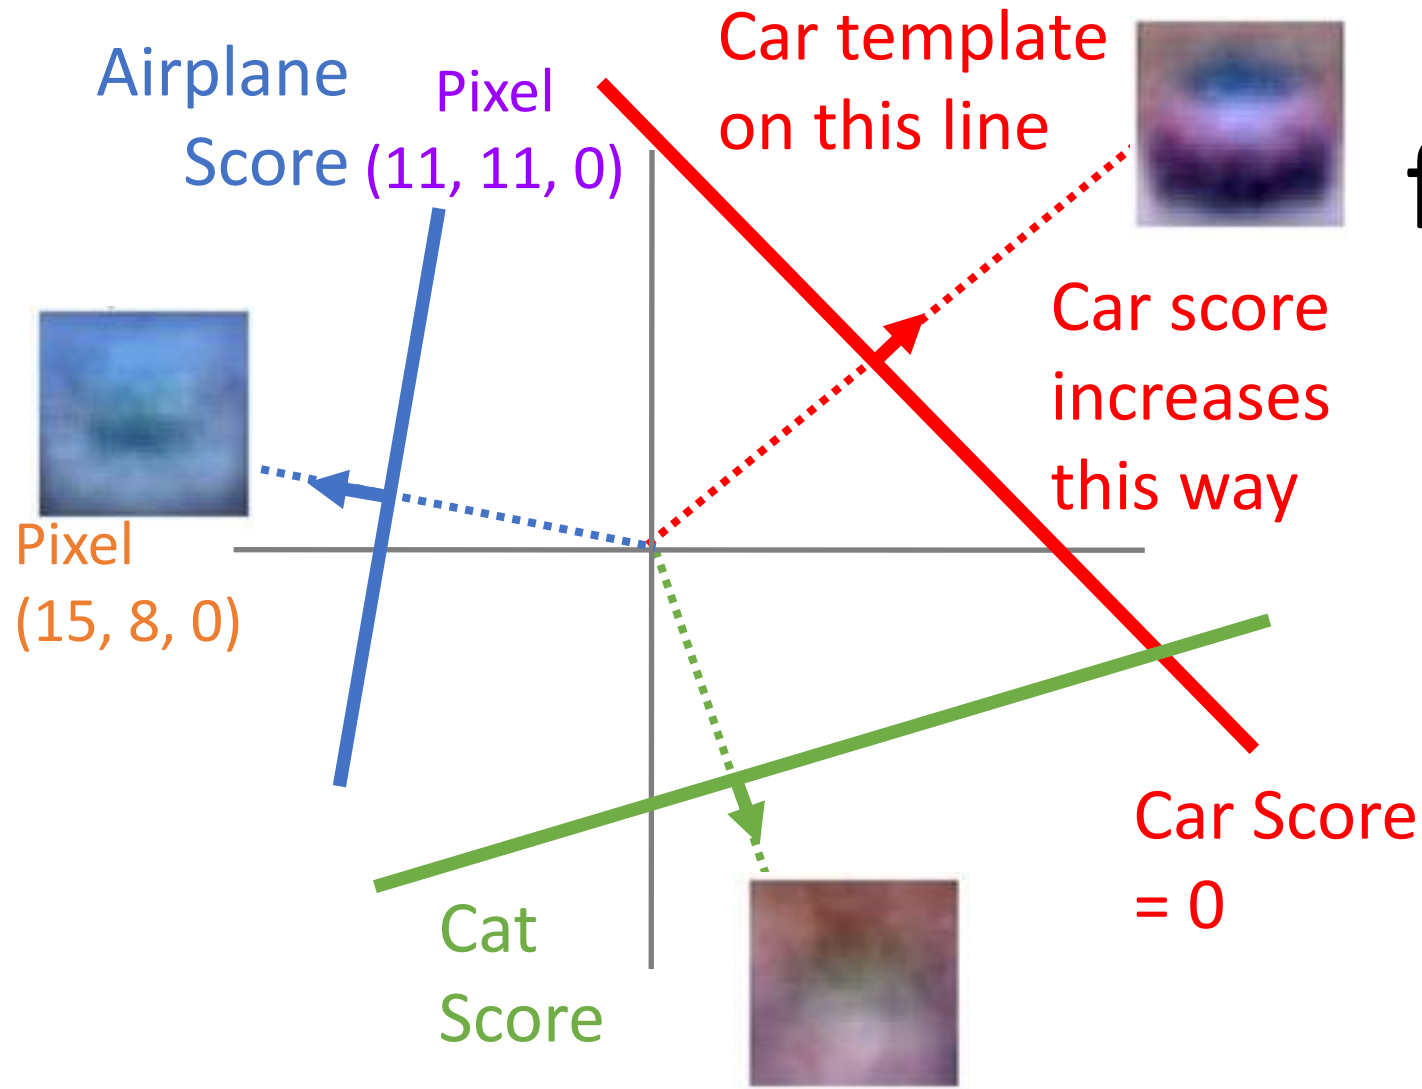 Airplane
Score
Pixel
(11, 11, 0)
Car template
on this line
Car score
increases
this way
Pixel
(15, 8, 0)
Car Score
= 0
Cat
Score